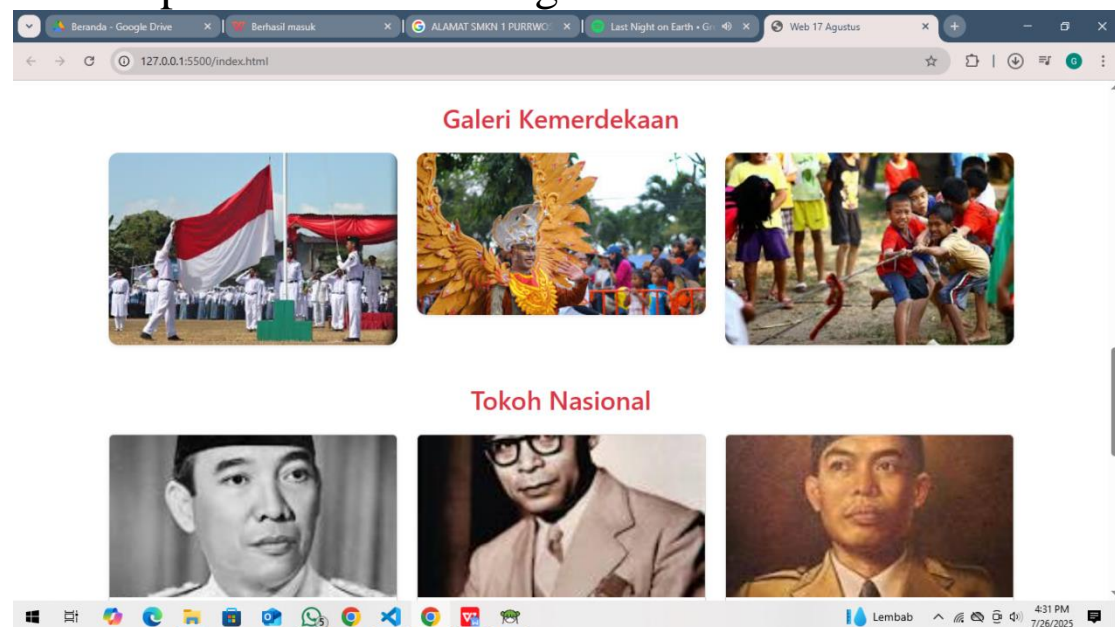 Beranda - Google Drive
Berhasil masuk
ALAMAT SMKN 1 PURRWO
Last Night on Earth • Gr
Web 17 Agustus
127.0.0.1:5500/index.html
G
Galeri Kemerdekaan
Tokoh Nasional
5
Lembab
4:31 PM
7/26/2025